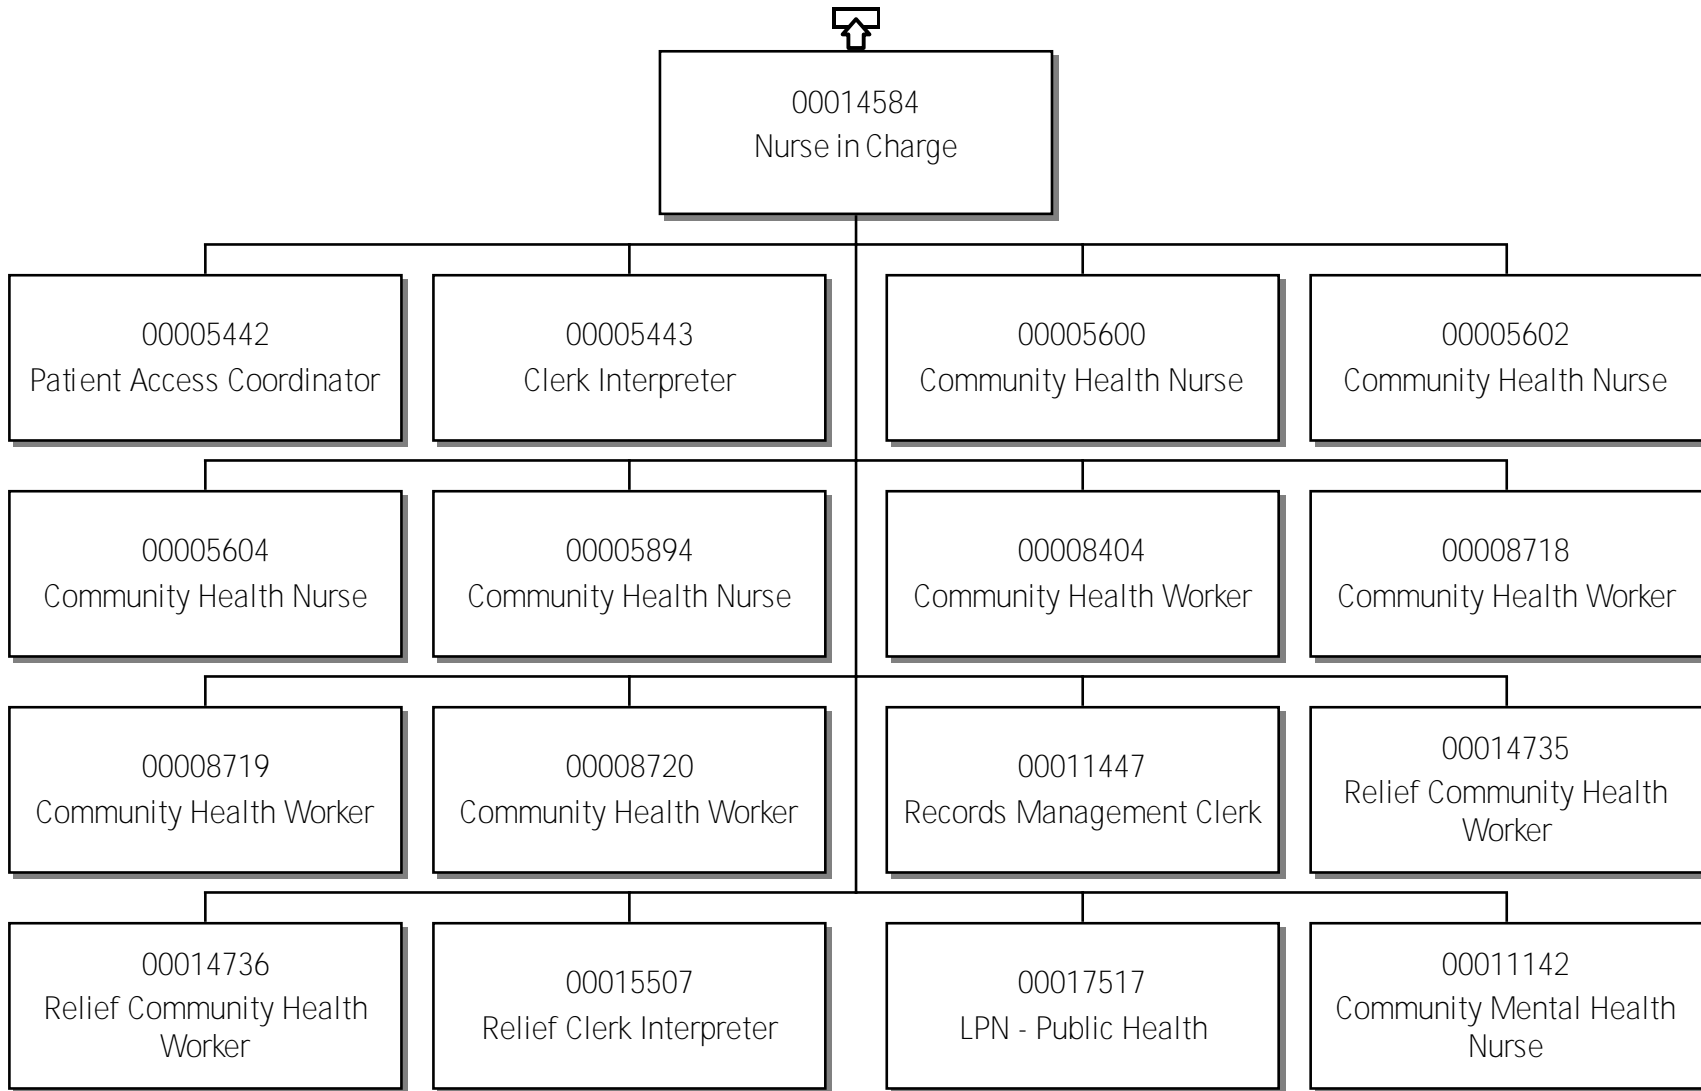 00014584
Nurse in Charge
00005442
Patient Access Coordinator
00005443
Clerk Interpreter
00005600
Community Health Nurse
00005602
Community Health Nurse
00005604
Community Health Nurse
00005894
Community Health Nurse
00008404
Community Health Worker
00008718
Community Health Worker
00008719
Community Health Worker
00008720
Community Health Worker
00011447
Records Management Clerk
00014735
Relief Community Health
Worker
00014736
Relief Community Health
Worker
00015507
Relief Clerk Interpreter
00017517
LPN - Public Health
00011142
Community Mental Health
Nurse